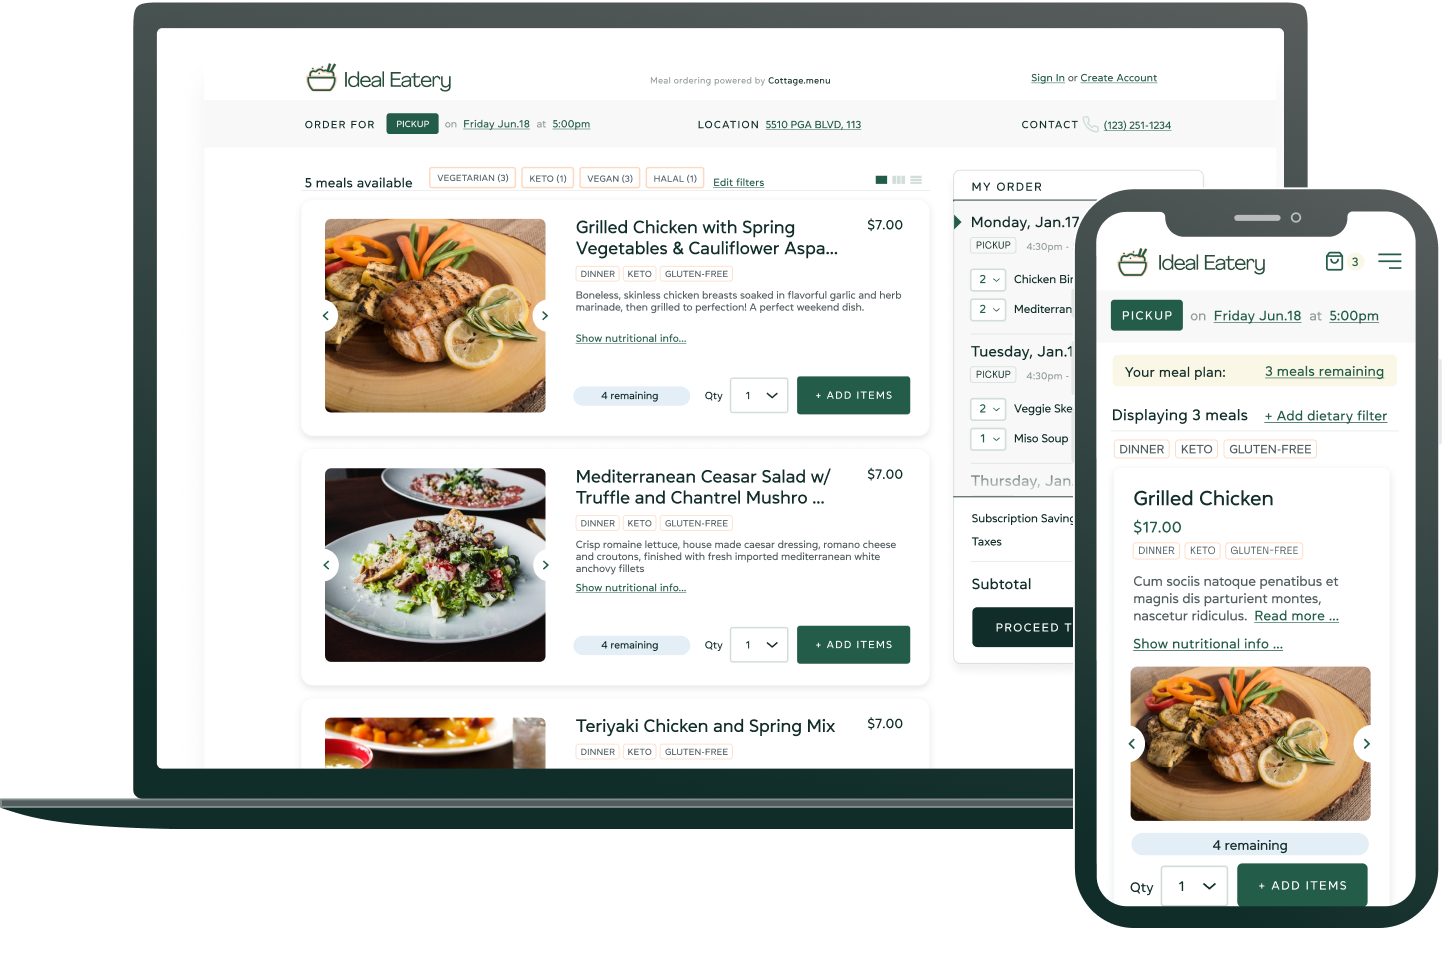 Ideal Eatery
Meal ordering powered by Cottage.menu
Sign In or Create Account
ORDER FOR PICKUP on Friday Jun.18 at 5:00pm
LOCATION 5510 PGA BLVD, 113
CONTACT (123) 251-1234
5 meals available VEGETARIAN (3) KETO (1) VEGAN (3) HALAL (1) Edit filters
Grilled Chicken with Spring
Vegetables & Cauliflower Aspa...
$7.00
DINNER KETO GLUTEN-FREE
Boneless, skinless chicken breasts soaked in flavorful garlic and herb
marinade, then grilled to perfection! A perfect weekend dish.
Show nutritional info...
4 remaining Qty 1 + ADD ITEMS
Mediterranean Ceasar Salad w/
Truffle and Chantrel Mushro ...
$7.00
DINNER KETO GLUTEN-FREE
Crisp romaine lettuce, house made caesar dressing, romano cheese
and croutons, finished with fresh imported mediterranean white
anchovy fillets
Show nutritional info...
4 remaining Qty 1 + ADD ITEMS
Teriyaki Chicken and Spring Mix
$7.00
DINNER KETO GLUTEN-FREE
MY ORDER
Monday, Jan.17
PICKUP 4:30pm -
2 Chicken Bir
2 Mediterran
Tuesday, Jan.1
PICKUP 4:30pm -
2 Veggie Ske
1 Miso Soup
Thursday, Jan.
Subscription Saving
Taxes
Subtotal
PROCEED T
Ideal Eatery
3
PICKUP on Friday Jun.18 at 5:00pm
Your meal plan: 3 meals remaining
Displaying 3 meals + Add dietary filter
DINNER KETO GLUTEN-FREE
Grilled Chicken
$17.00
DINNER KETO GLUTEN-FREE
Cum sociis natoque penatibus et
magnis dis parturient montes,
nascetur ridiculus. Read more ...
Show nutritional info ...
4 remaining
Qty 1 + ADD ITEMS